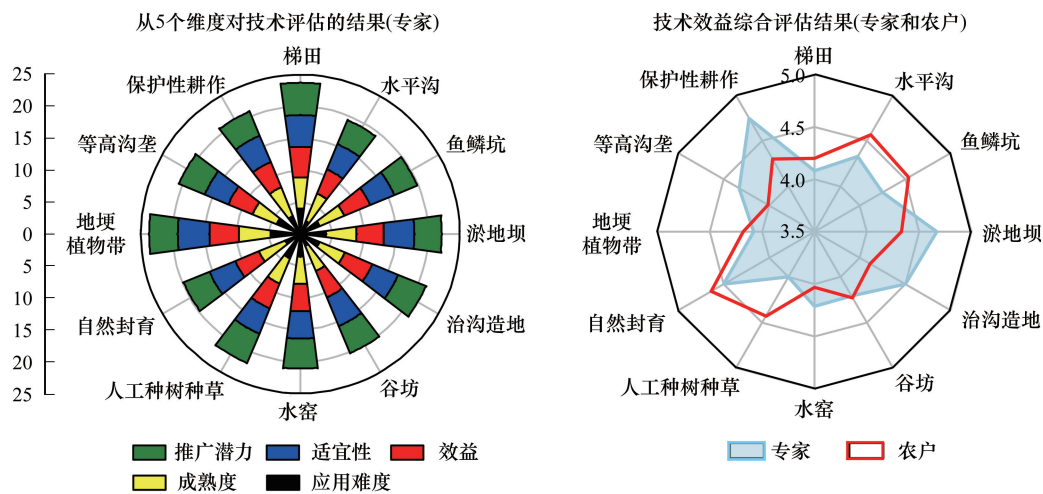 从5个维度对技术评估的结果(专家)
25
20
15
10
5
0
5
10
15
20
25
梯田
水平沟
鱼鳞坑
淤地坝
治沟造地
谷坊
水窑
人工种树种草
自然封育
地埂
植物带
等高沟垄
保护性耕作
推广潜力
适宜性
效益
成熟度
应用难度
技术效益综合评估结果(专家和农户)
5.0
4.5
4.0
3.5
梯田
水平沟
鱼鳞坑
淤地坝
治沟造地
谷坊
水窑
人工种树种草
自然封育
地埂
植物带
等高沟垄
保护性耕作
专家
农户